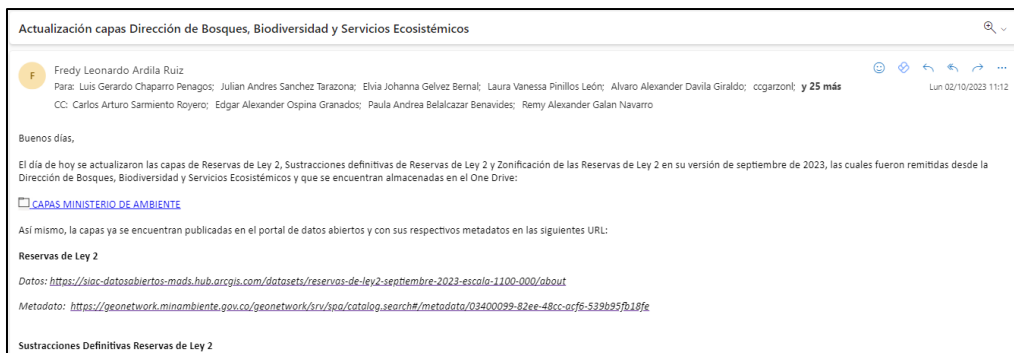 Actualización capas Dirección de Bosques, Biodiversidad y Servicios Ecosistémicos
F
Fredy Leonardo Ardila Ruiz
Para: Luis Gerardo Chaparro Penagos; Julian Andres Sanchez Tarazona; Elvia Johanna Gelvez Bernal; Laura Vanessa Pinillos León; Alvaro Alexander Davila Giraldo; ccgarzonl; y 25 más
Lun 02/10/2023 11:12
CC: Carlos Arturo Sarmiento Royero; Edgar Alexander Ospina Granados; Paula Andrea Belalcazar Benavides; Remy Alexander Galan Navarro
Buenos días,
El día de hoy se actualizaron las capas de Reservas de Ley 2, Sustracciones definitivas de Reservas de Ley 2 y Zonificación de las Reservas de Ley 2 en su versión de septiembre de 2023, las cuales fueron remitidas desde la
Dirección de Bosques, Biodiversidad y Servicios Ecosistémicos y que se encuentran almacenadas en el One Drive:
CAPAS MINISTERIO DE AMBIENTE
Así mismo, la capas ya se encuentran publicadas en el portal de datos abiertos y con sus respectivos metadatos en las siguientes URL:
Reservas de Ley 2
Datos: https://siac-datosabiertos-mads.hub.arcgis.com/datasets/reservas-de-ley2-septiembre-2023-escala-1100-000/about
Metadato: https://geonetwork.minambiente.gov.co/geonetwork/srv/spa/catalog.search#/metadata/03400099-82ee-48cc-acf6-539b95fb18fe
Sustracciones Definitivas Reservas de Ley 2